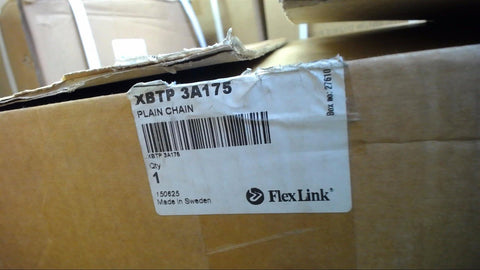 XBTP 3A175
PLAIN CHAIN
XBTP 3A175
Qty
1
150625
Made in Sweden
FlexLink®
Box no: 27610